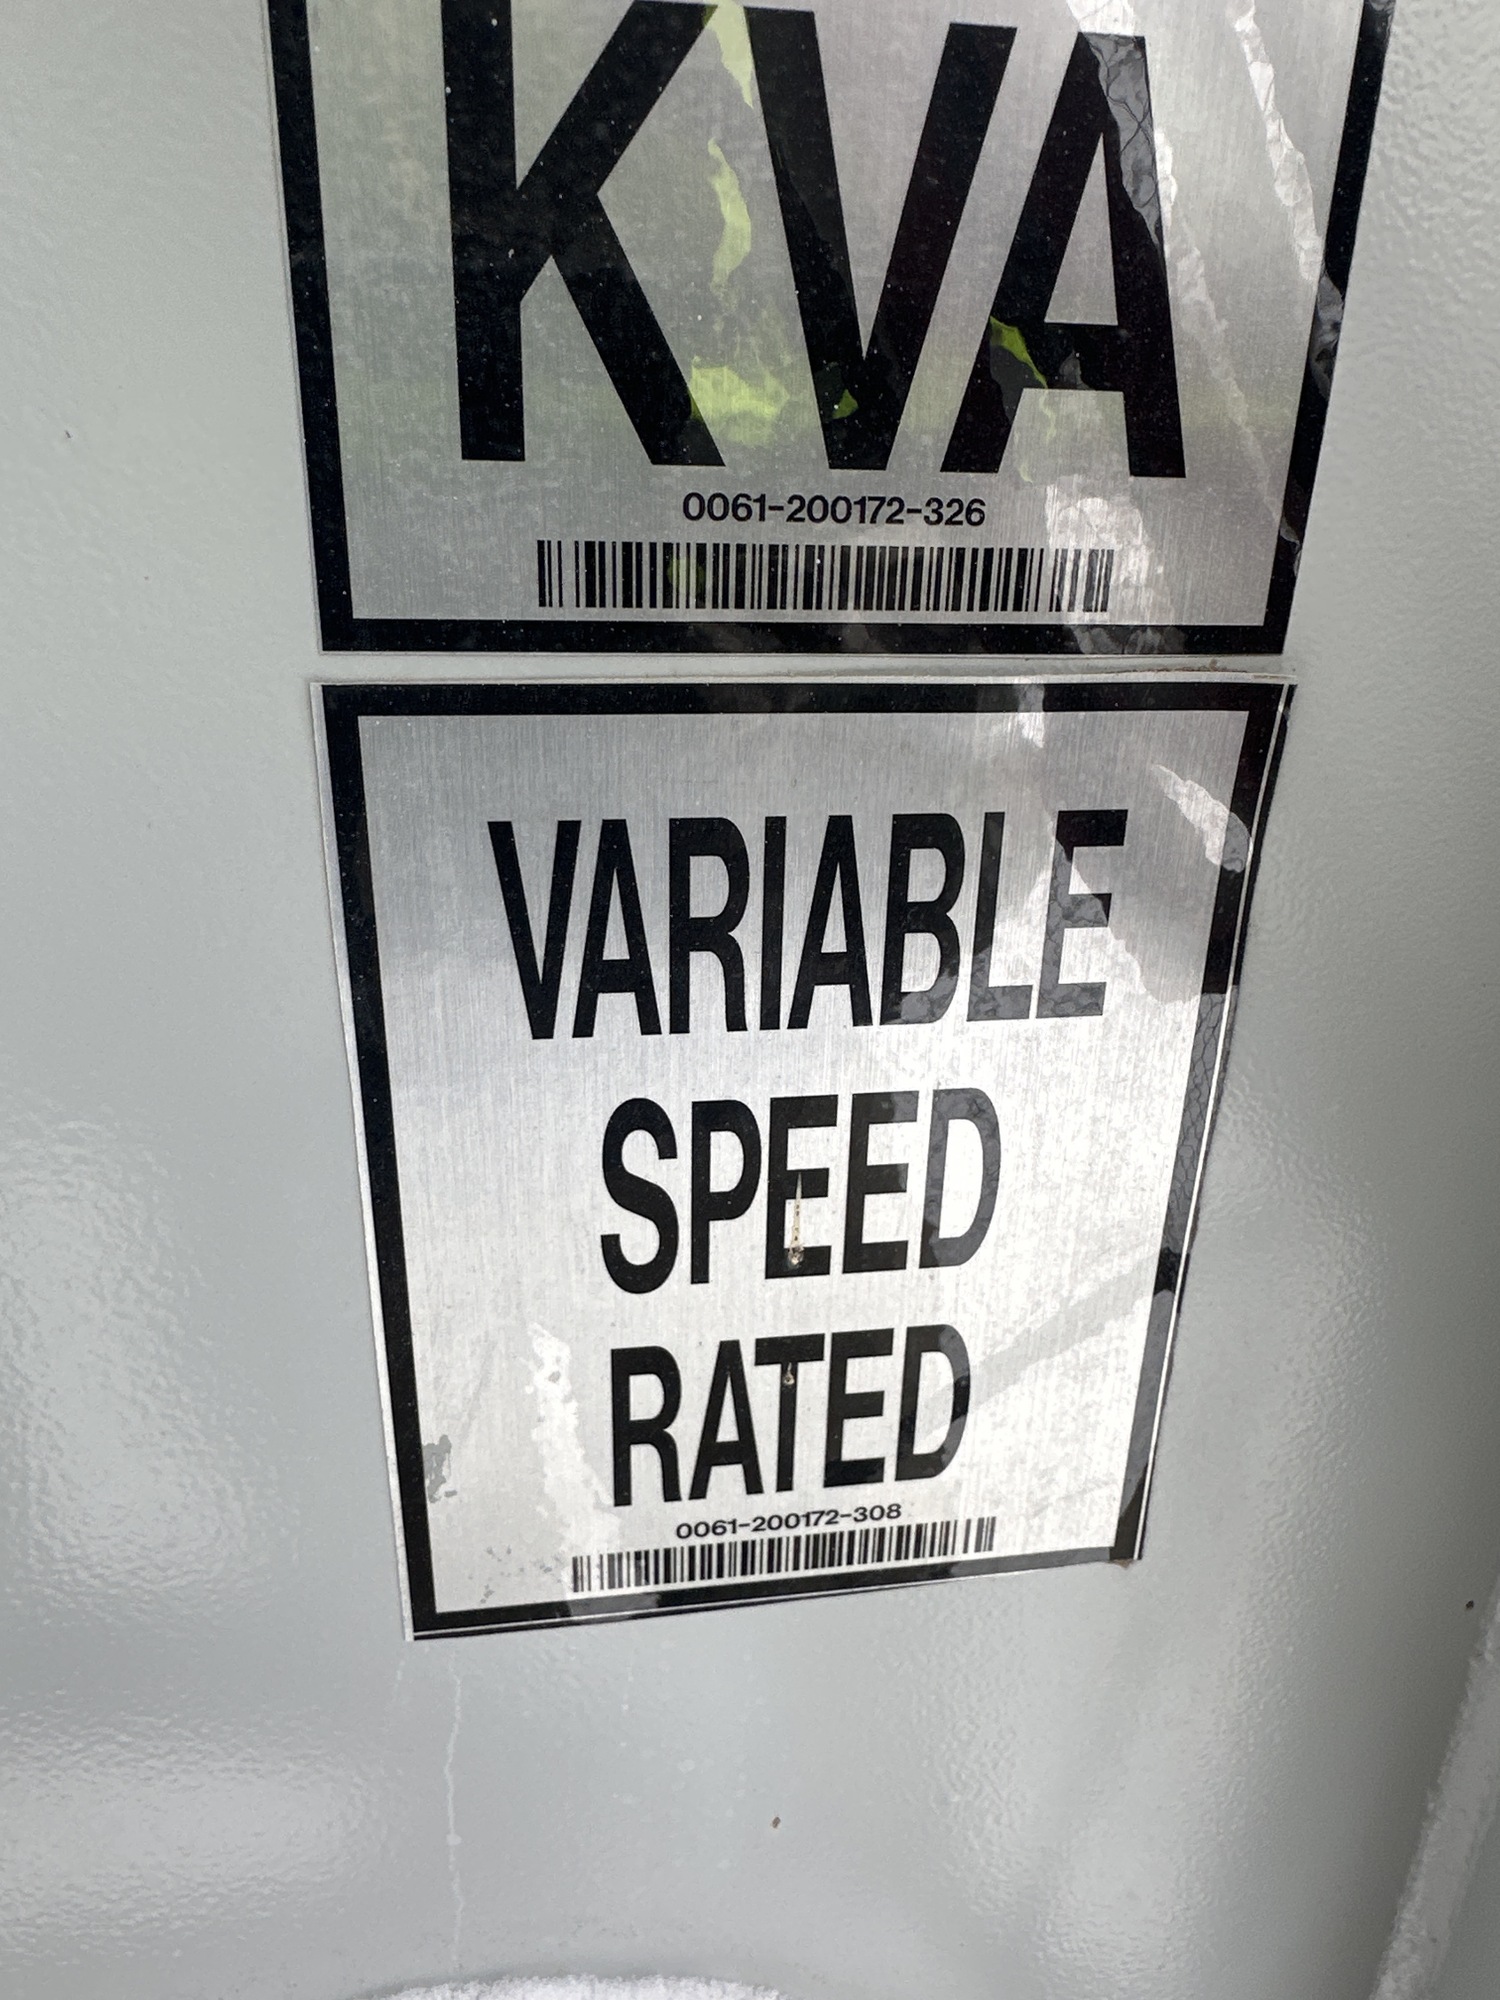 KVA
0061-200172-326
VARIABLE
SPEED
RATED
0061-200172-308